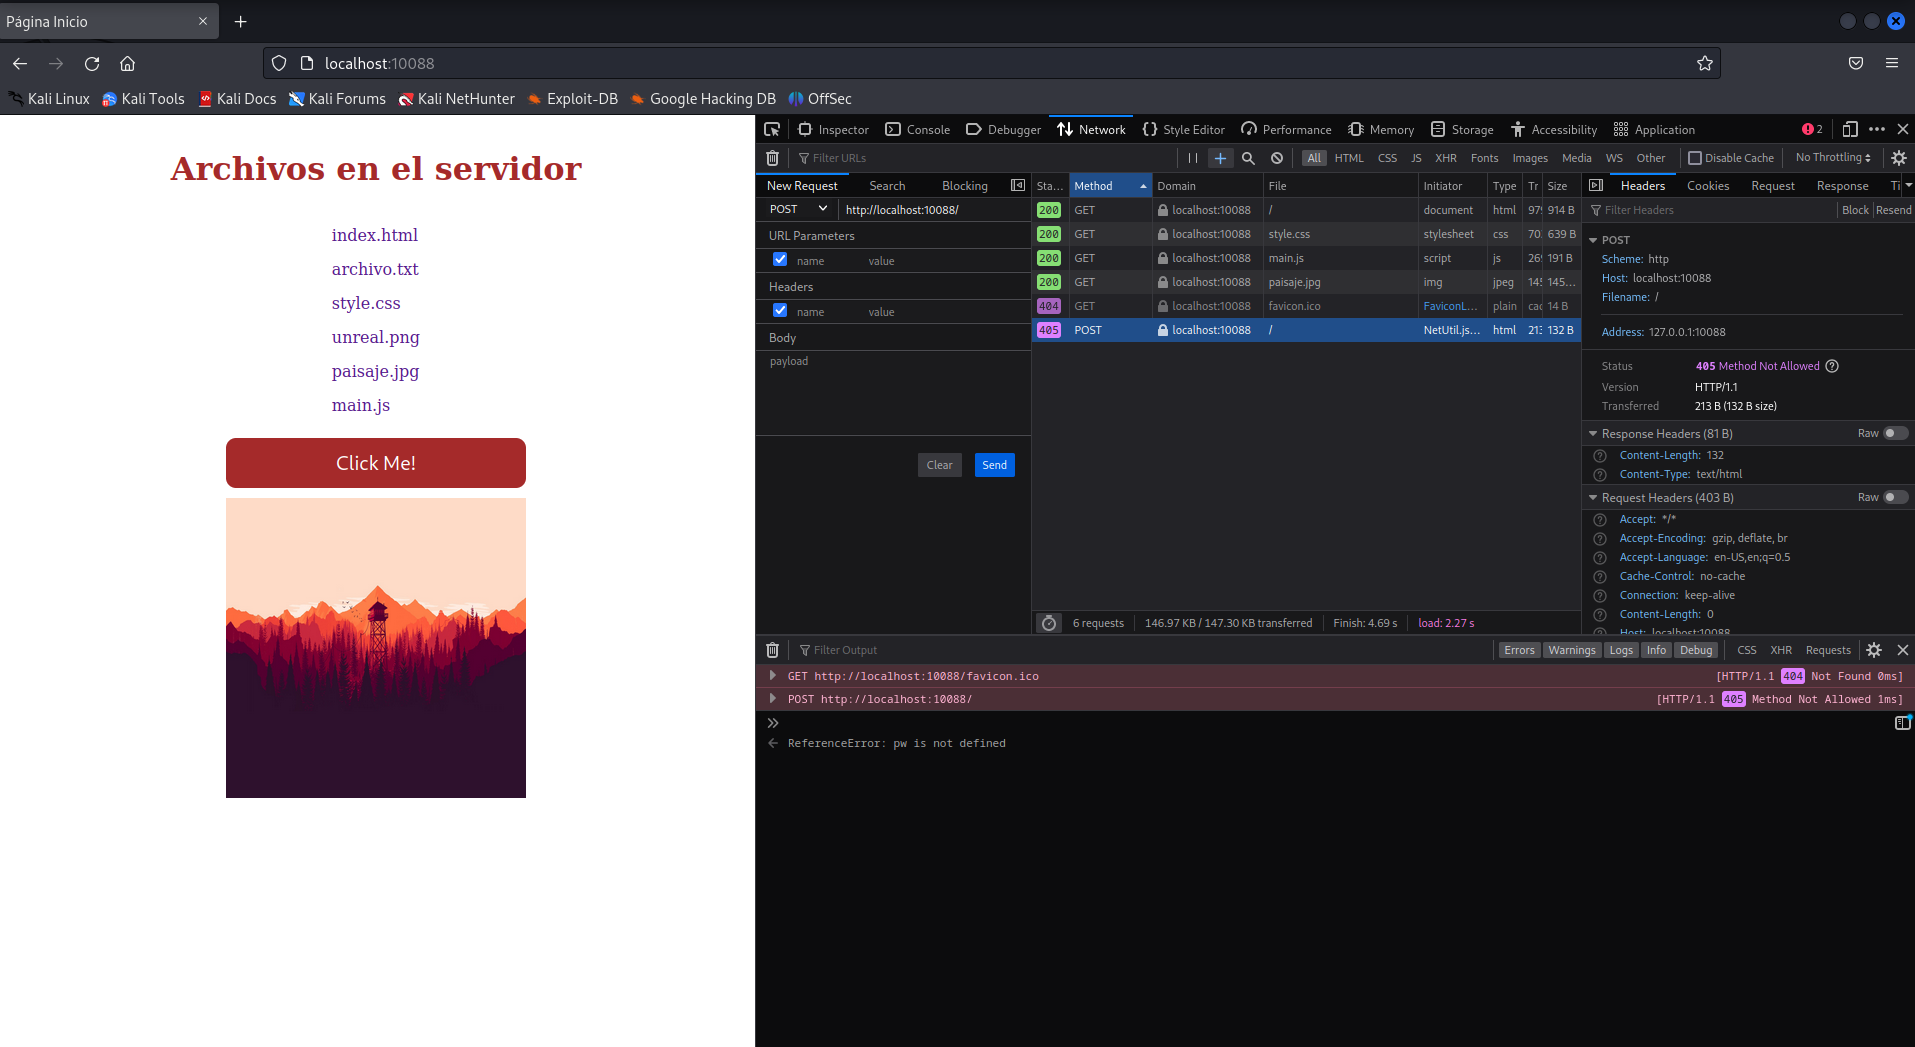 Página Inicio
localhost:10088
Kali Linux Kali Tools Kali Docs Kali Forums Kali NetHunter Exploit-DB Google Hacking DB OffSec
Archivos en el servidor
index.html
archivo.txt
style.css
unreal.png
paisaje.jpg
main.js
Click Me!
Inspector Console Debugger Network Style Editor Performance Memory Storage Accessibility Application 2
Filter URLs All HTML CSS JS XHR Fonts Images Media WS Other Disable Cache No Throttling
New Request Search Blocking
POST http://localhost:10088/
URL Parameters
name value
Headers
name value
Body
payload
Clear Send
Sta... Method Domain File Initiator Type Tr Size
200 GET localhost:10088 / document html 979 914 B
200 GET localhost:10088 style.css stylesheet css 70 639 B
200 GET localhost:10088 main.js script js 26 191 B
200 GET localhost:10088 paisaje.jpg img jpeg 145 145...
404 GET localhost:10088 favicon.ico FaviconL... plain cac 14 B
405 POST localhost:10088 / NetUtil.js... html 213 132 B
6 requests 146.97 KB / 147.30 KB transferred Finish: 4.69 s load: 2.27 s
Headers Cookies Request Response Ti
Filter Headers Block Resend
POST
Scheme: http
Host: localhost:10088
Filename: /
Address: 127.0.0.1:10088
Status 405 Method Not Allowed
Version HTTP/1.1
Transferred 213 B (132 B size)
Response Headers (81 B) Raw
Content-Length: 132
Content-Type: text/html
Request Headers (403 B) Raw
Accept: */*
Accept-Encoding: gzip, deflate, br
Accept-Language: en-US,en;q=0.5
Cache-Control: no-cache
Connection: keep-alive
Content-Length: 0
Host: localhost:10088
Filter Output Errors Warnings Logs Info Debug CSS XHR Requests
GET http://localhost:10088/favicon.ico [HTTP/1.1 404 Not Found 0ms]
POST http://localhost:10088/ [HTTP/1.1 405 Method Not Allowed 1ms]
ReferenceError: pw is not defined